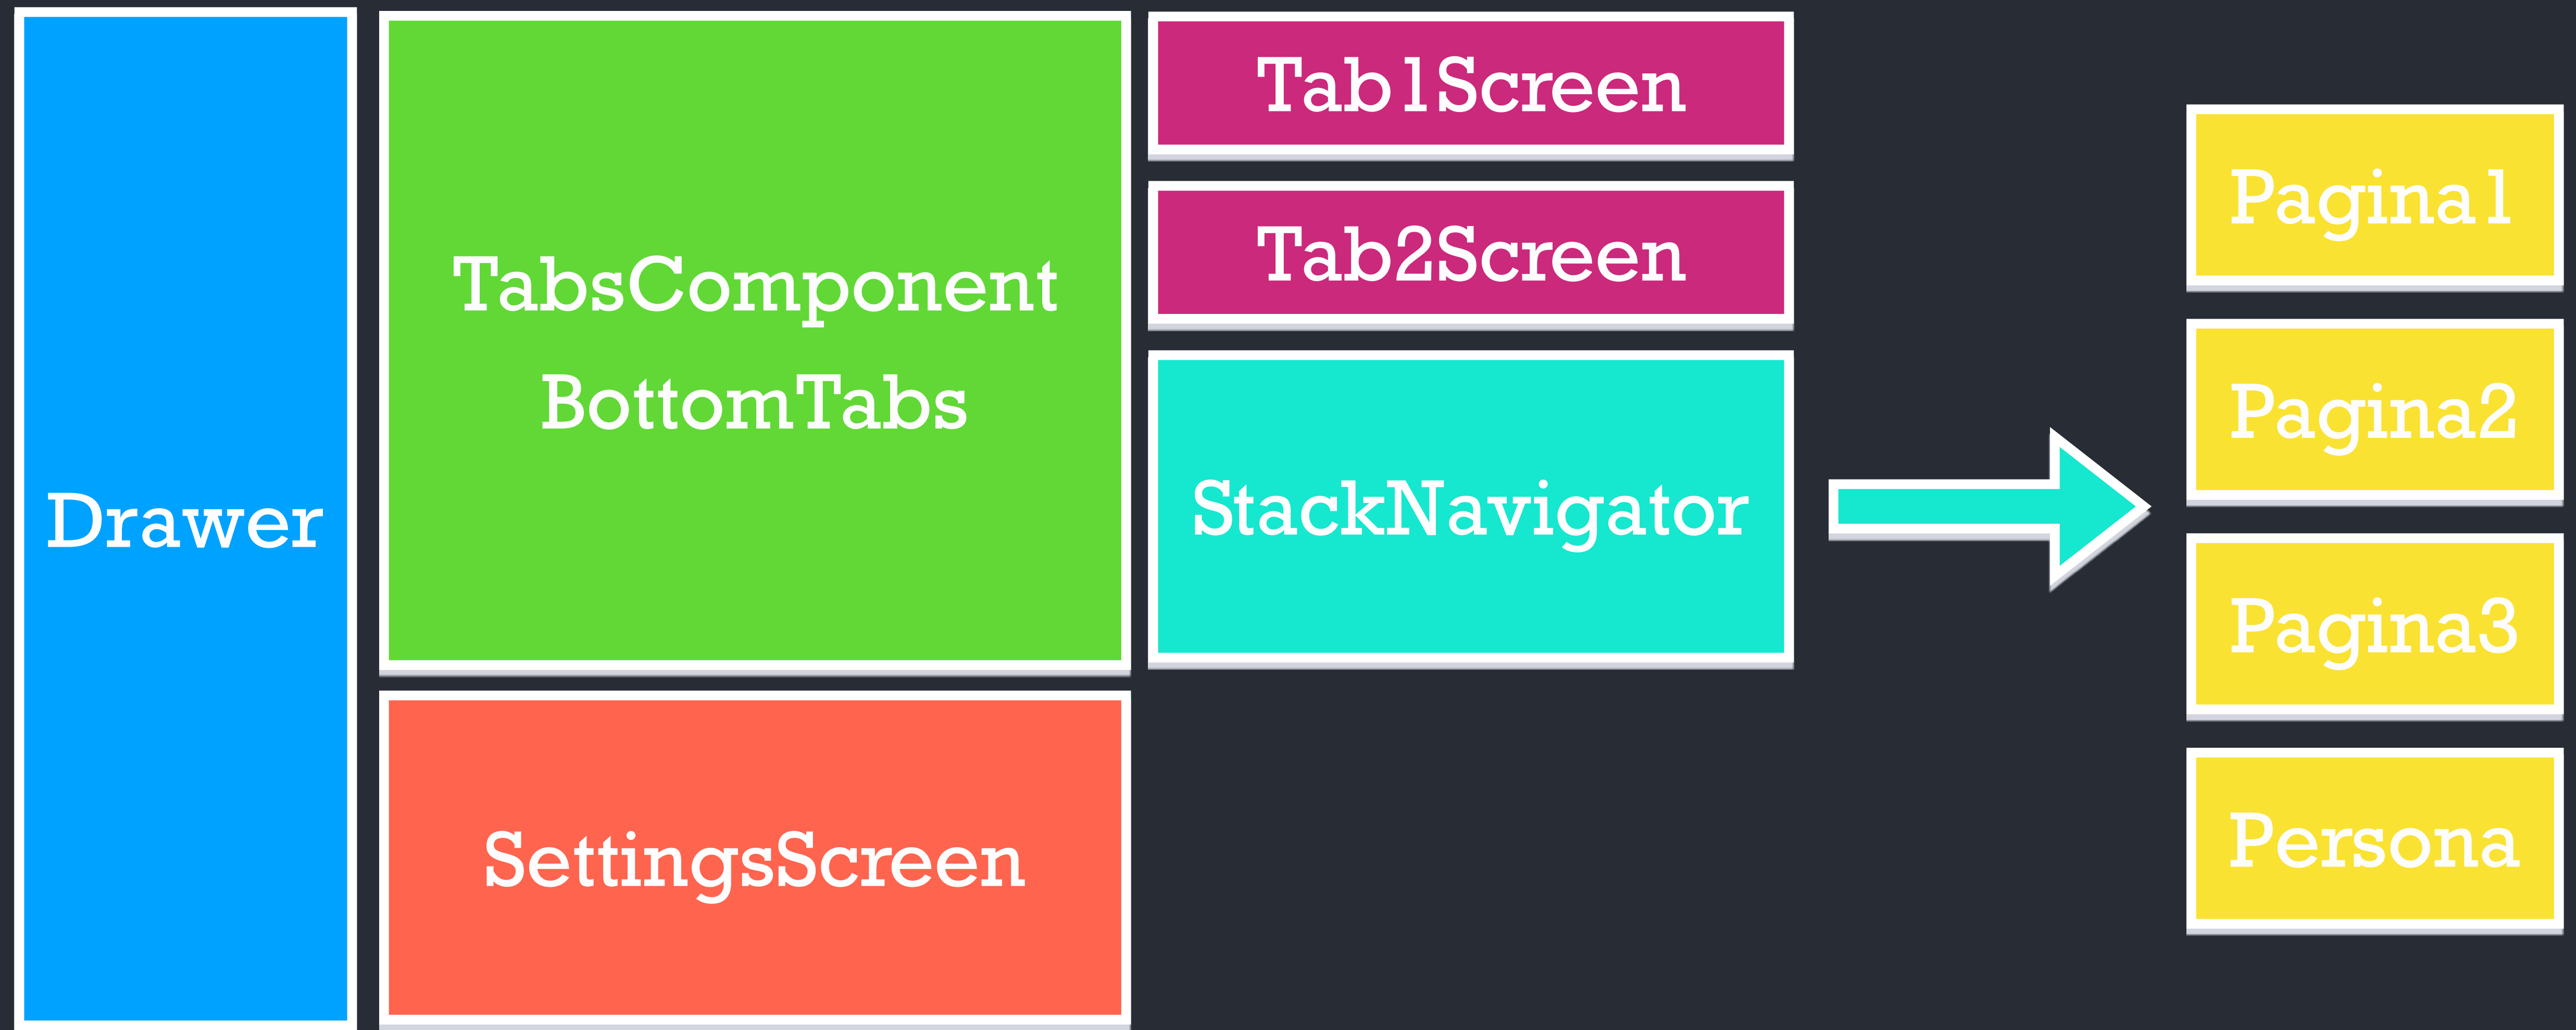 Drawer
TabsComponent
BottomTabs
SettingsScreen
Tab1Screen
Tab2Screen
StackNavigator
Pagina1
Pagina2
Pagina3
Persona